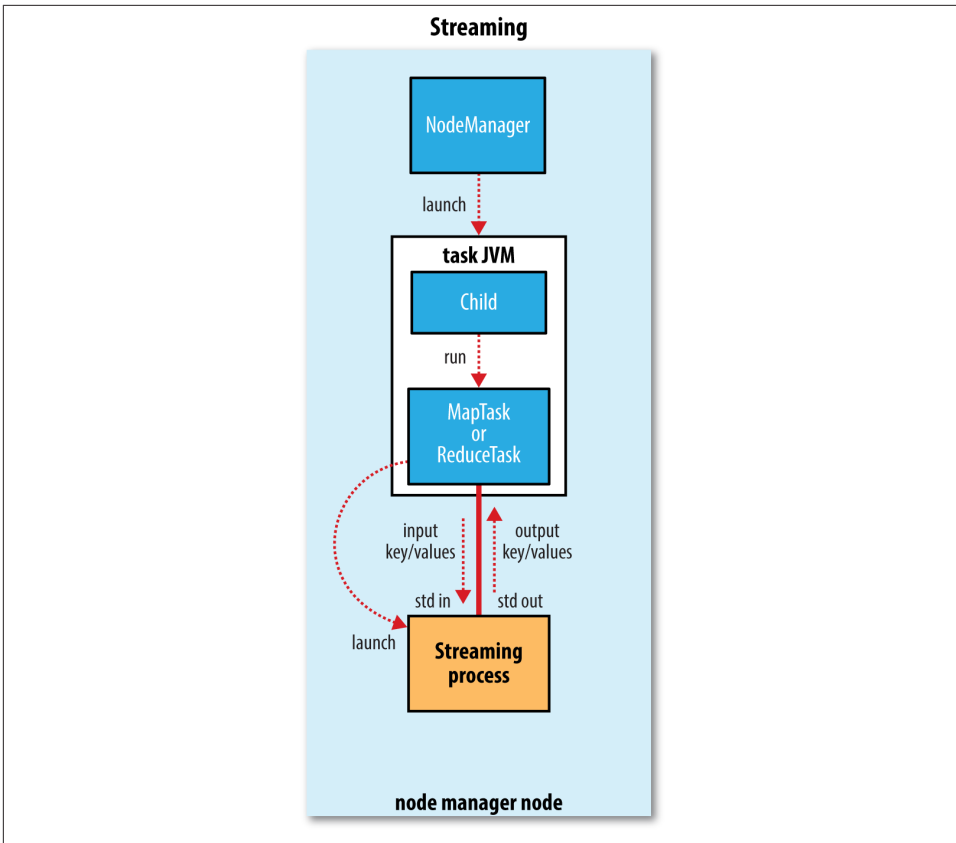 Streaming
NodeManager
launch
task JVM
Child
run
MapTask
or
ReduceTask
input
key/values
output
key/values
std in
std out
launch
Streaming
process
node manager node